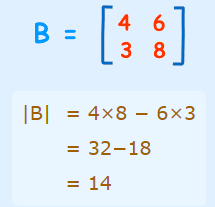 B = [4 6
3 8]
|B| = 4×8 − 6×3
= 32−18
= 14